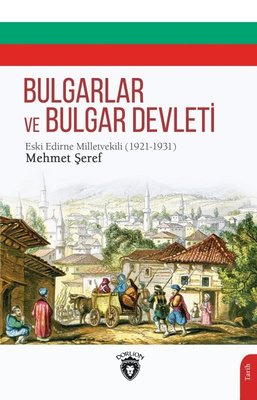 BULGARLAR
VE BULGAR DEVLETİ
Eski Edirne Milletvekili (1921-1931)
Mehmet Şeref
DORLION
Tarih